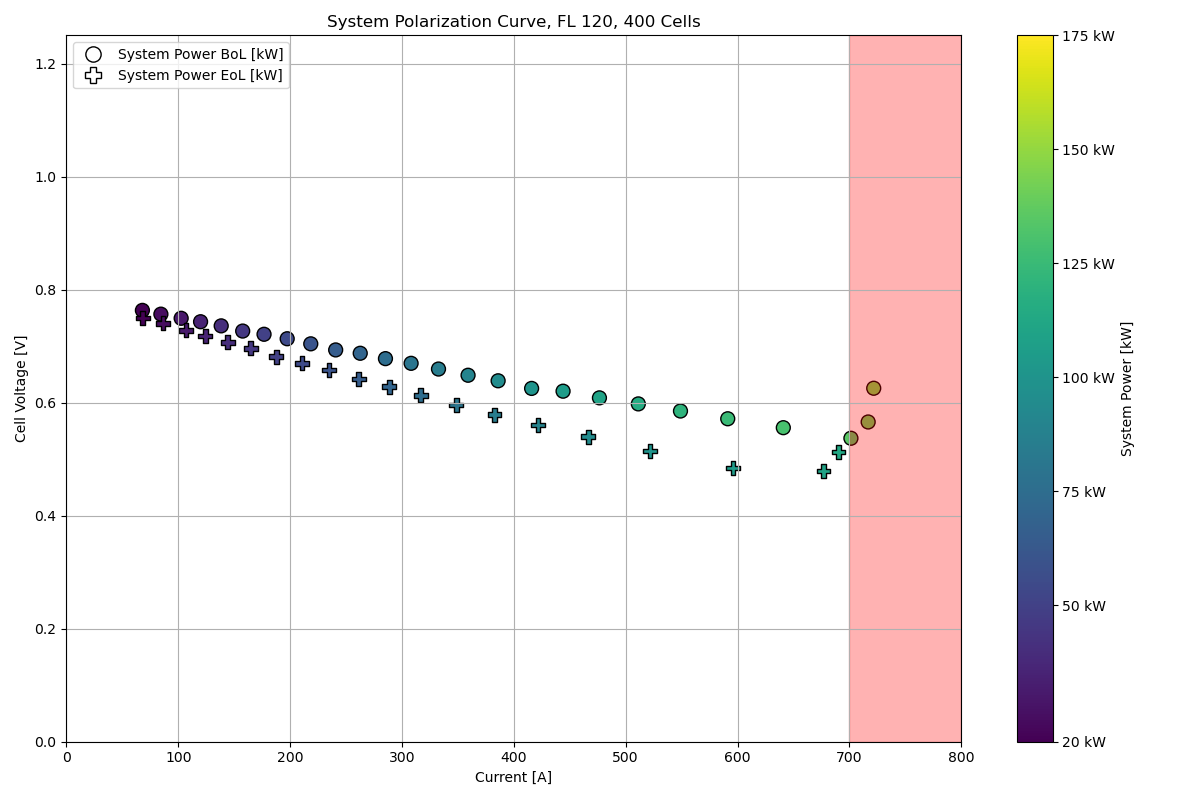 System Polarization Curve, FL 120, 400 Cells
System Power BoL [kW]
System Power EoL [kW]
Cell Voltage [V]
1.2
1.0
0.8
0.6
0.4
0.2
0.0
0 100 200 300 400 500 600 700 800
Current [A]
175 kW
150 kW
125 kW
100 kW
75 kW
50 kW
20 kW
System Power [kW]